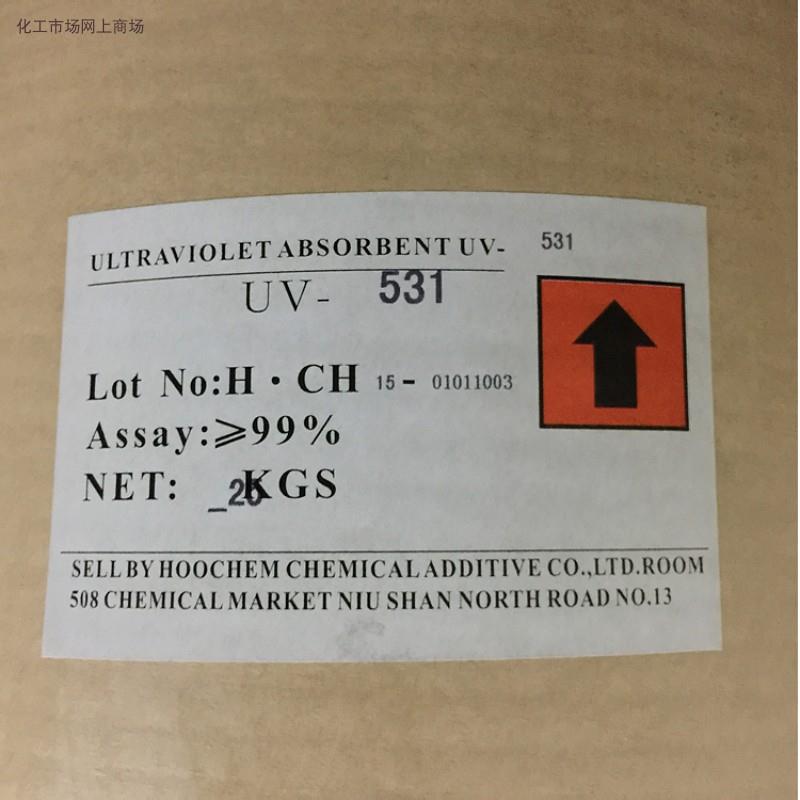 化工市场网上商场
ULTRAVIOLET ABSORBENT UV- 531
UV- 531
Lot No:H·CH 15- 01011003
Assay:≥99%
NET: _25KGS
SELL BY HOOCHEM CHEMICAL ADDITIVE CO.,LTD.ROOM
508 CHEMICAL MARKET NIU SHAN NORTH ROAD NO.13